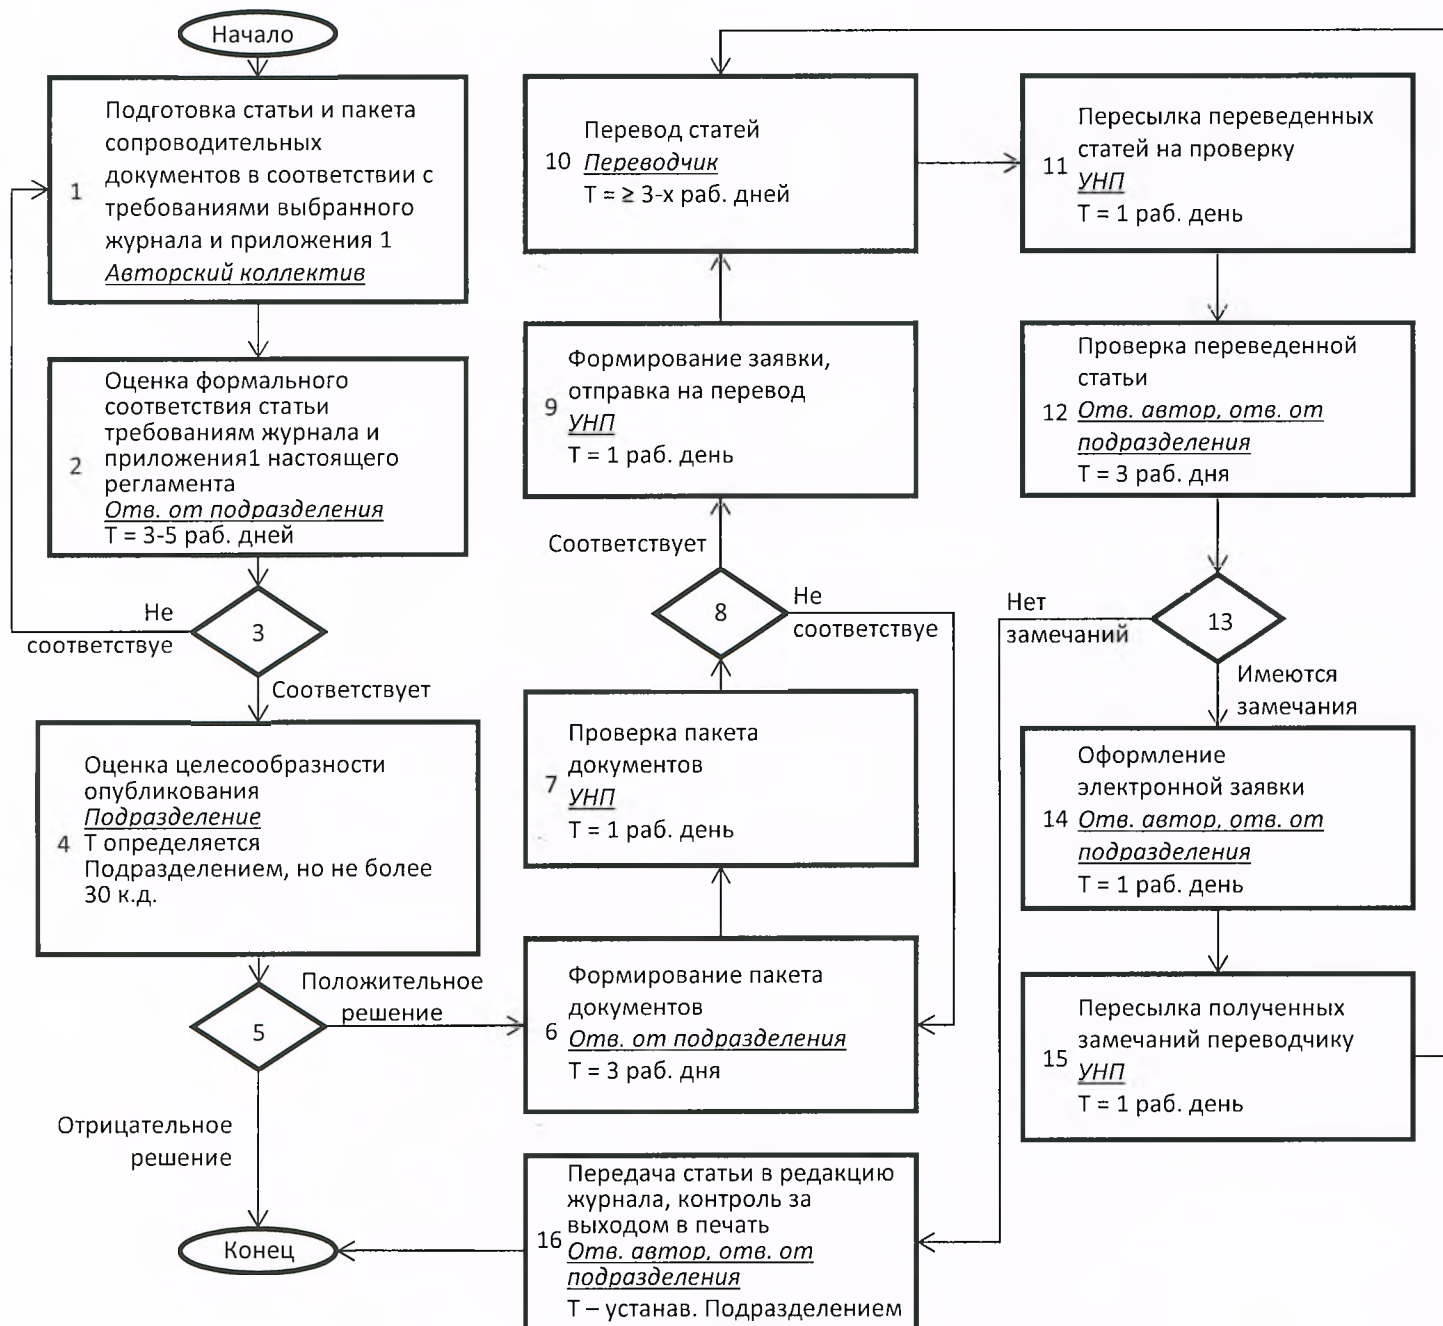 Начало
1
Подготовка статьи и пакета
сопроводительных
документов в соответствии с
требованиями выбранного
журнала и приложения 1
Авторский коллектив
2
Оценка формального
соответствия статьи
требованиям журнала и
приложения1 настоящего
регламента
Отв. от подразделения
Т = 3-5 раб. дней
3
Не
соответствуе
Соответствует
4
Оценка целесообразности
опубликования
Подразделение
Т определяется
Подразделением, но не более
30 к.д.
5
Положительное
решение
Отрицательное
решение
Конец
10
Перевод статей
Переводчик
Т = ≥ 3-х раб. дней
9
Формирование заявки,
отправка на перевод
УНП
Т = 1 раб. день
Соответствует
8
Не
соответствуе
7
Проверка пакета
документов
УНП
Т = 1 раб. день
6
Формирование пакета
документов
Отв. от подразделения
Т = 3 раб. дня
16
Передача статьи в редакцию
журнала, контроль за
выходом в печать
Отв. автор, отв. от
подразделения
Т – устанав. Подразделением
11
Пересылка переведенных
статей на проверку
УНП
Т = 1 раб. день
12
Проверка переведенной
статьи
Отв. автор, отв. от
подразделения
Т = 3 раб. дня
Нет
замечаний
13
Имеются
замечания
14
Оформление
электронной заявки
Отв. автор, отв. от
подразделения
Т = 1 раб. день
15
Пересылка полученных
замечаний переводчику
УНП
Т = 1 раб. день